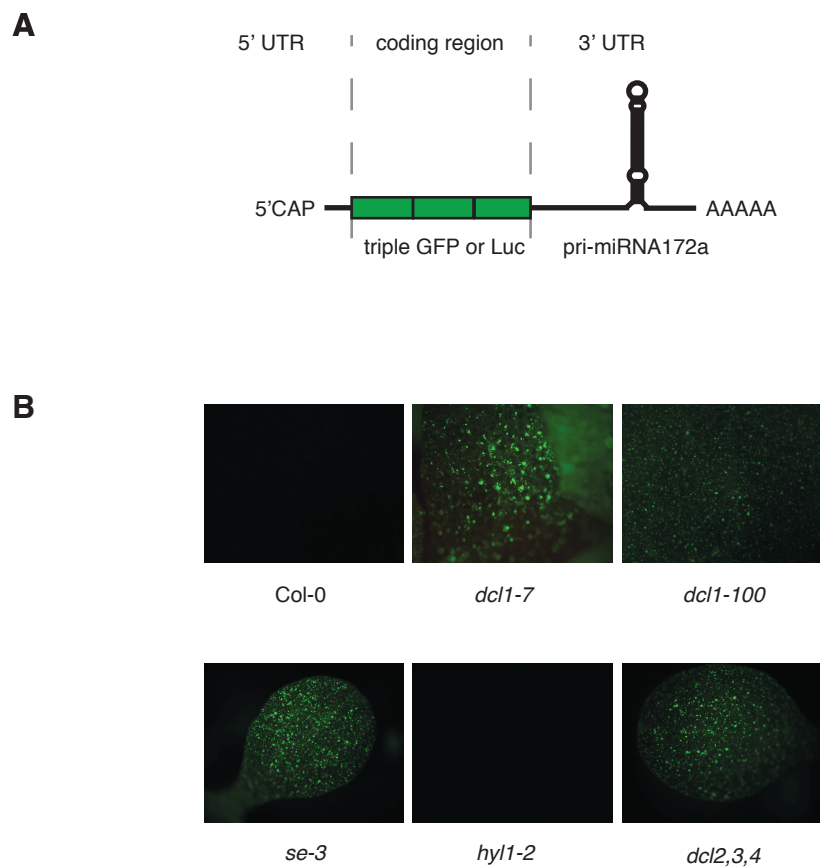 A
5’ UTR coding region 3’ UTR
5’CAP AAAAA
triple GFP or Luc pri-miRNA172a
B
Col-0 dcl1-7 dcl1-100
se-3 hyl1-2 dcl2,3,4